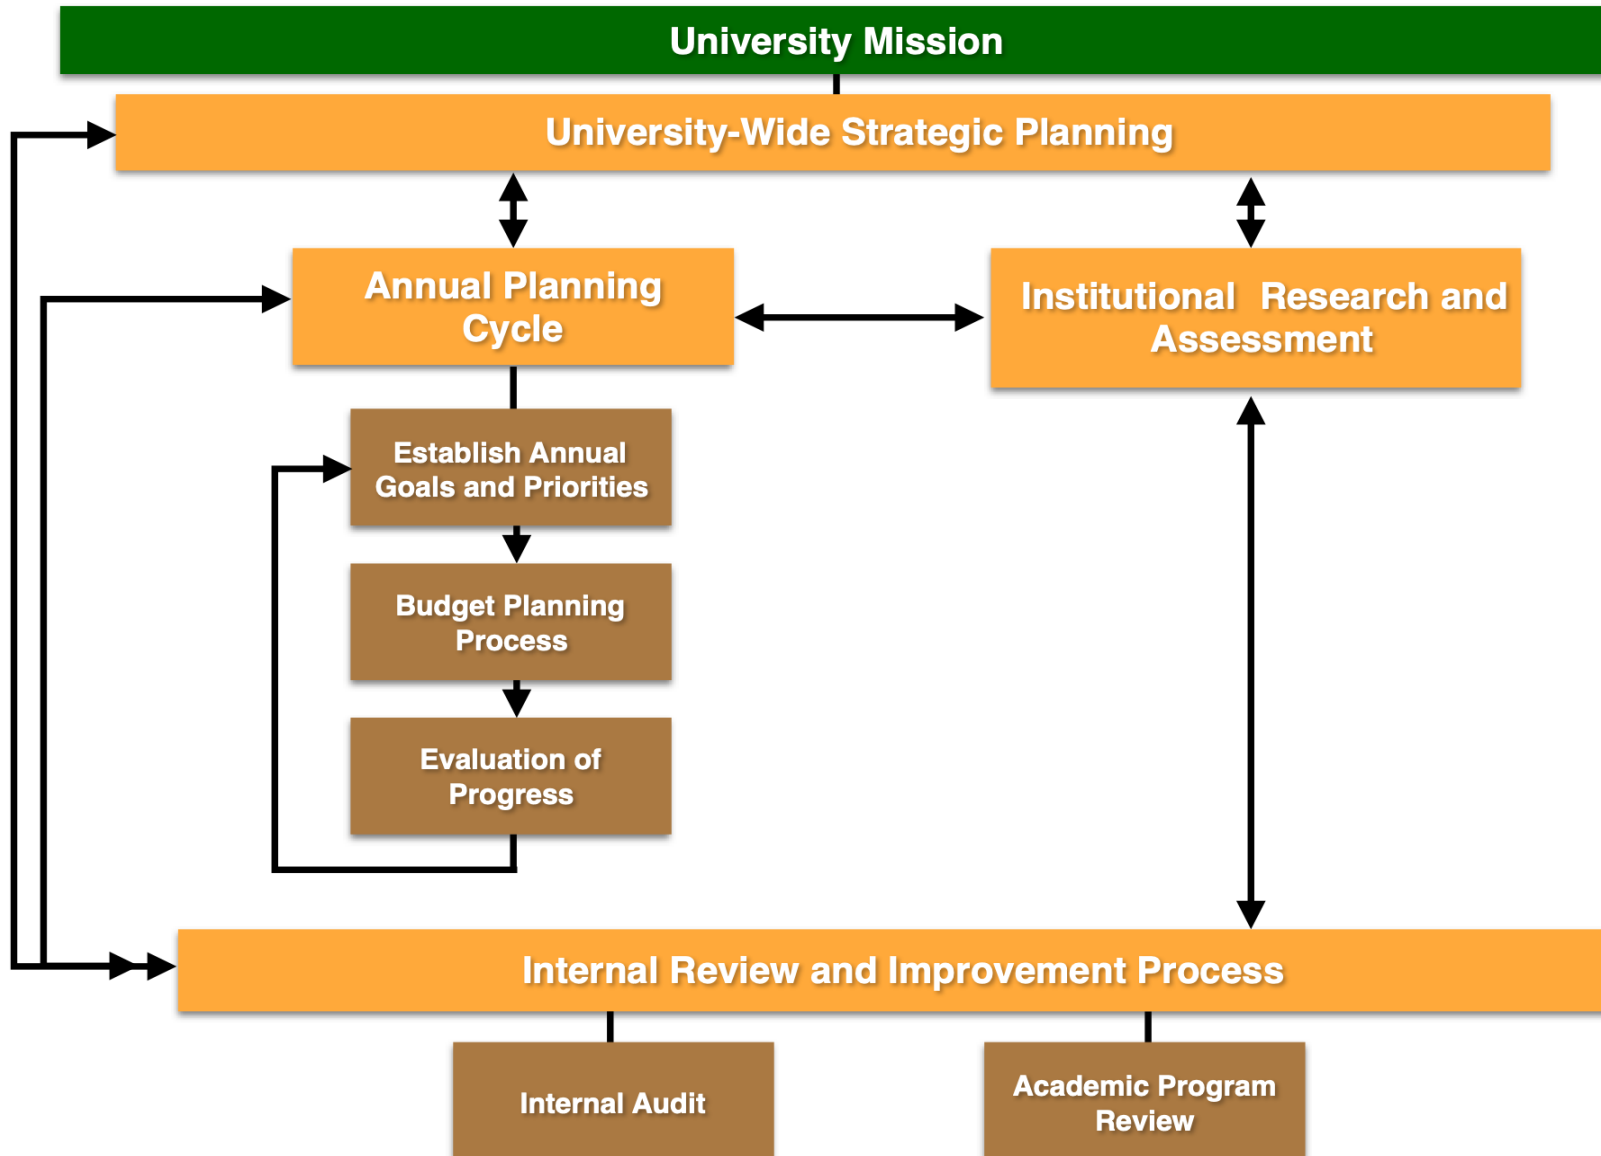 University Mission
University-Wide Strategic Planning
Annual Planning
Cycle
Institutional  Research and
Assessment
Establish Annual
Goals and Priorities
Budget Planning
Process
Evaluation of
Progress
Internal Review and Improvement Process
Internal Audit
Academic Program
Review